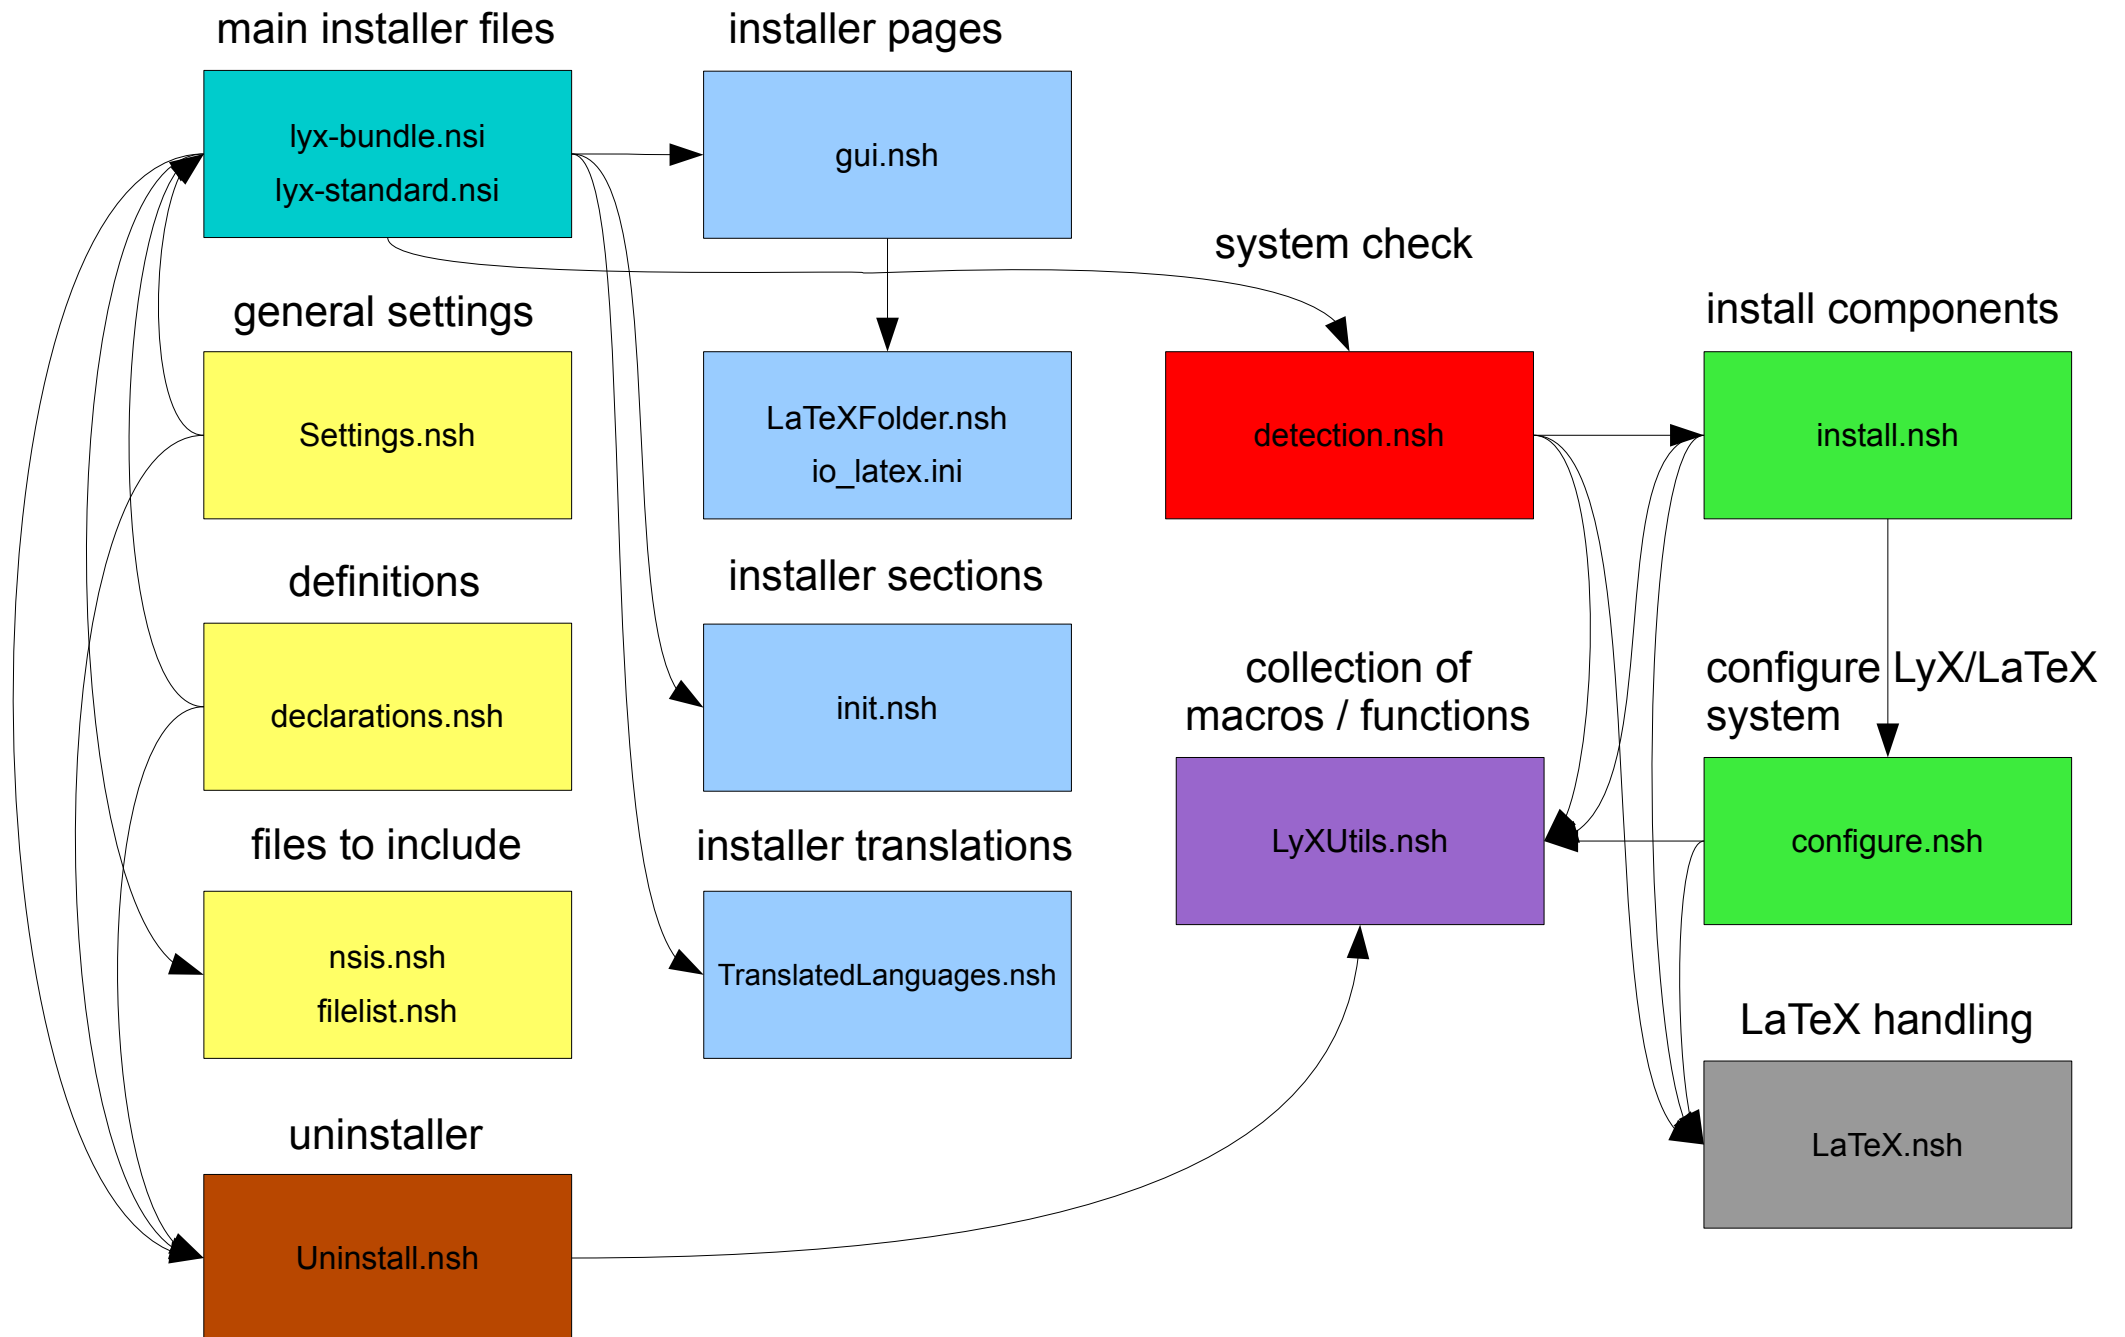 main installer files
lyx-bundle.nsi
lyx-standard.nsi
general settings
Settings.nsh
definitions
declarations.nsh
files to include
nsis.nsh
filelist.nsh
uninstaller
Uninstall.nsh
installer pages
gui.nsh
LaTeXFolder.nsh
io_latex.ini
installer sections
init.nsh
installer translations
TranslatedLanguages.nsh
system check
detection.nsh
collection of
macros / functions
LyXUtils.nsh
install components
install.nsh
configure LyX/LaTeX
system
configure.nsh
LaTeX handling
LaTeX.nsh